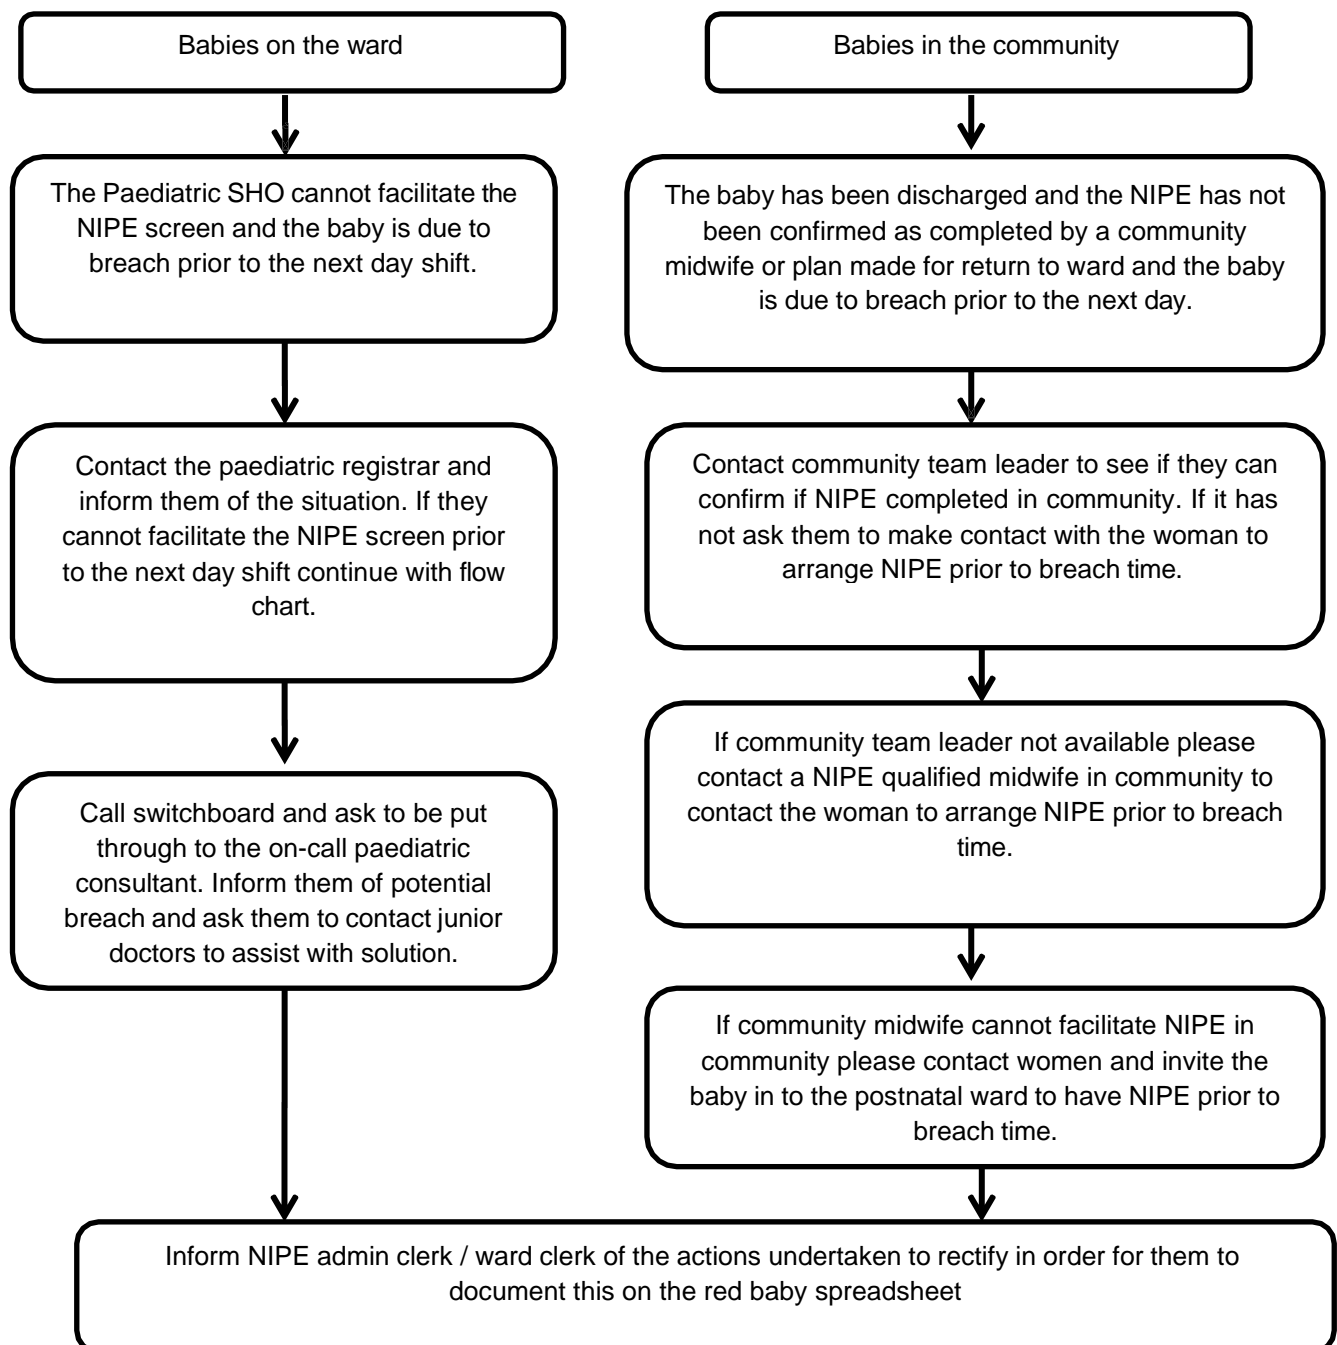 Babies on the ward
The Paediatric SHO cannot facilitate the
NIPE screen and the baby is due to
breach prior to the next day shift.
Contact the paediatric registrar and
inform them of the situation. If they
cannot facilitate the NIPE screen prior
to the next day shift continue with flow
chart.
Call switchboard and ask to be put
through to the on-call paediatric
consultant. Inform them of potential
breach and ask them to contact junior
doctors to assist with solution.
Babies in the community
The baby has been discharged and the NIPE has not
been confirmed as completed by a community
midwife or plan made for return to ward and the baby
is due to breach prior to the next day.
Contact community team leader to see if they can
confirm if NIPE completed in community. If it has
not ask them to make contact with the woman to
arrange NIPE prior to breach time.
If community team leader not available please
contact a NIPE qualified midwife in community to
contact the woman to arrange NIPE prior to breach
time.
If community midwife cannot facilitate NIPE in
community please contact women and invite the
baby in to the postnatal ward to have NIPE prior to
breach time.
Inform NIPE admin clerk / ward clerk of the actions undertaken to rectify in order for them to
document this on the red baby spreadsheet